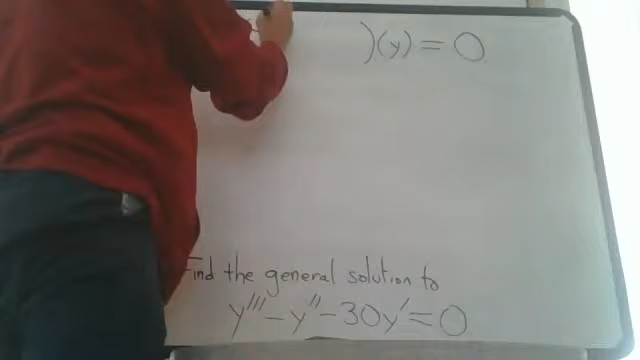 )(y) = 0
Find the general solution to
y''' - y'' - 30y' = 0